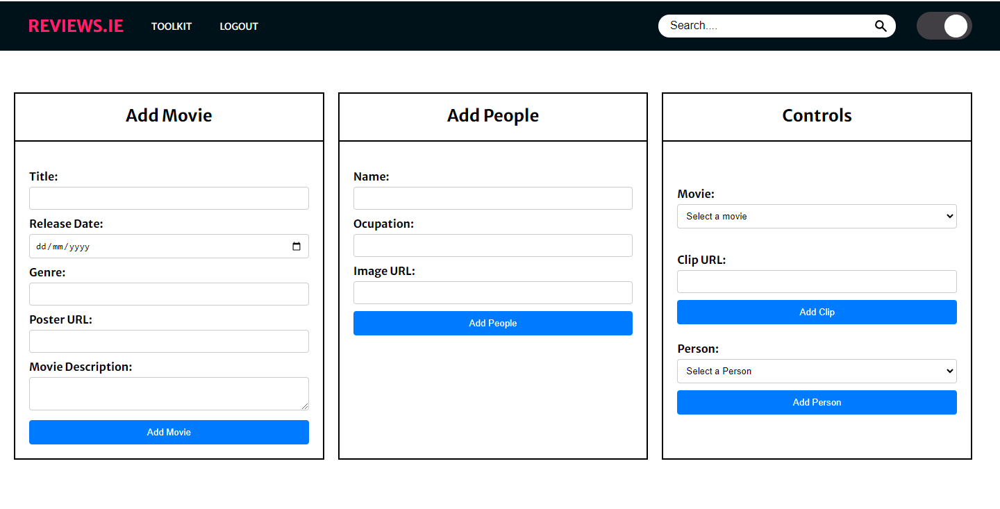 REVIEWS.IE
TOOLKIT
LOGOUT
Search....
Add Movie
Title:
Release Date:
dd/mm/yyyy
Genre:
Poster URL:
Movie Description:
Add Movie
Add People
Name:
Ocupation:
Image URL:
Add People
Controls
Movie:
Select a movie
Clip URL:
Add Clip
Person:
Select a Person
Add Person